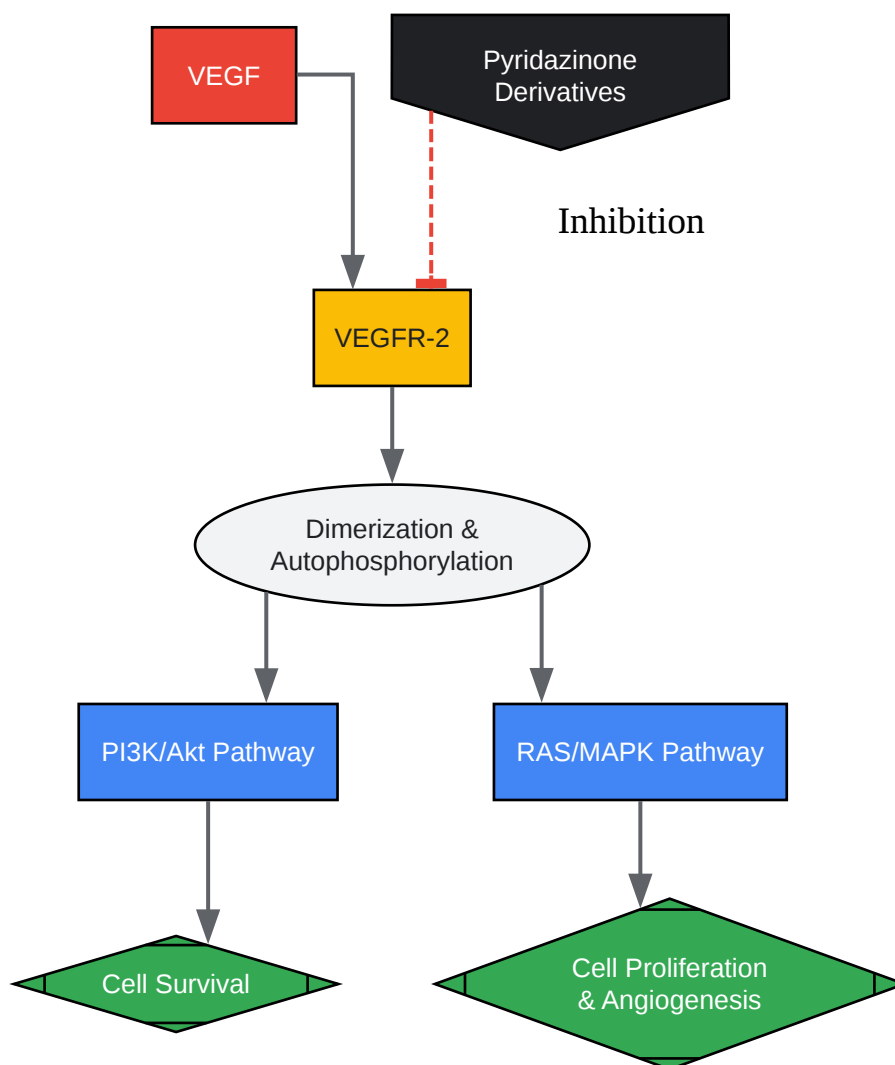 VEGF
Pyridazinone
Derivatives
Inhibition
VEGFR-2
Dimerization &
Autophosphorylation
PI3K/Akt Pathway
RAS/MAPK Pathway
Cell Survival
Cell Proliferation
& Angiogenesis